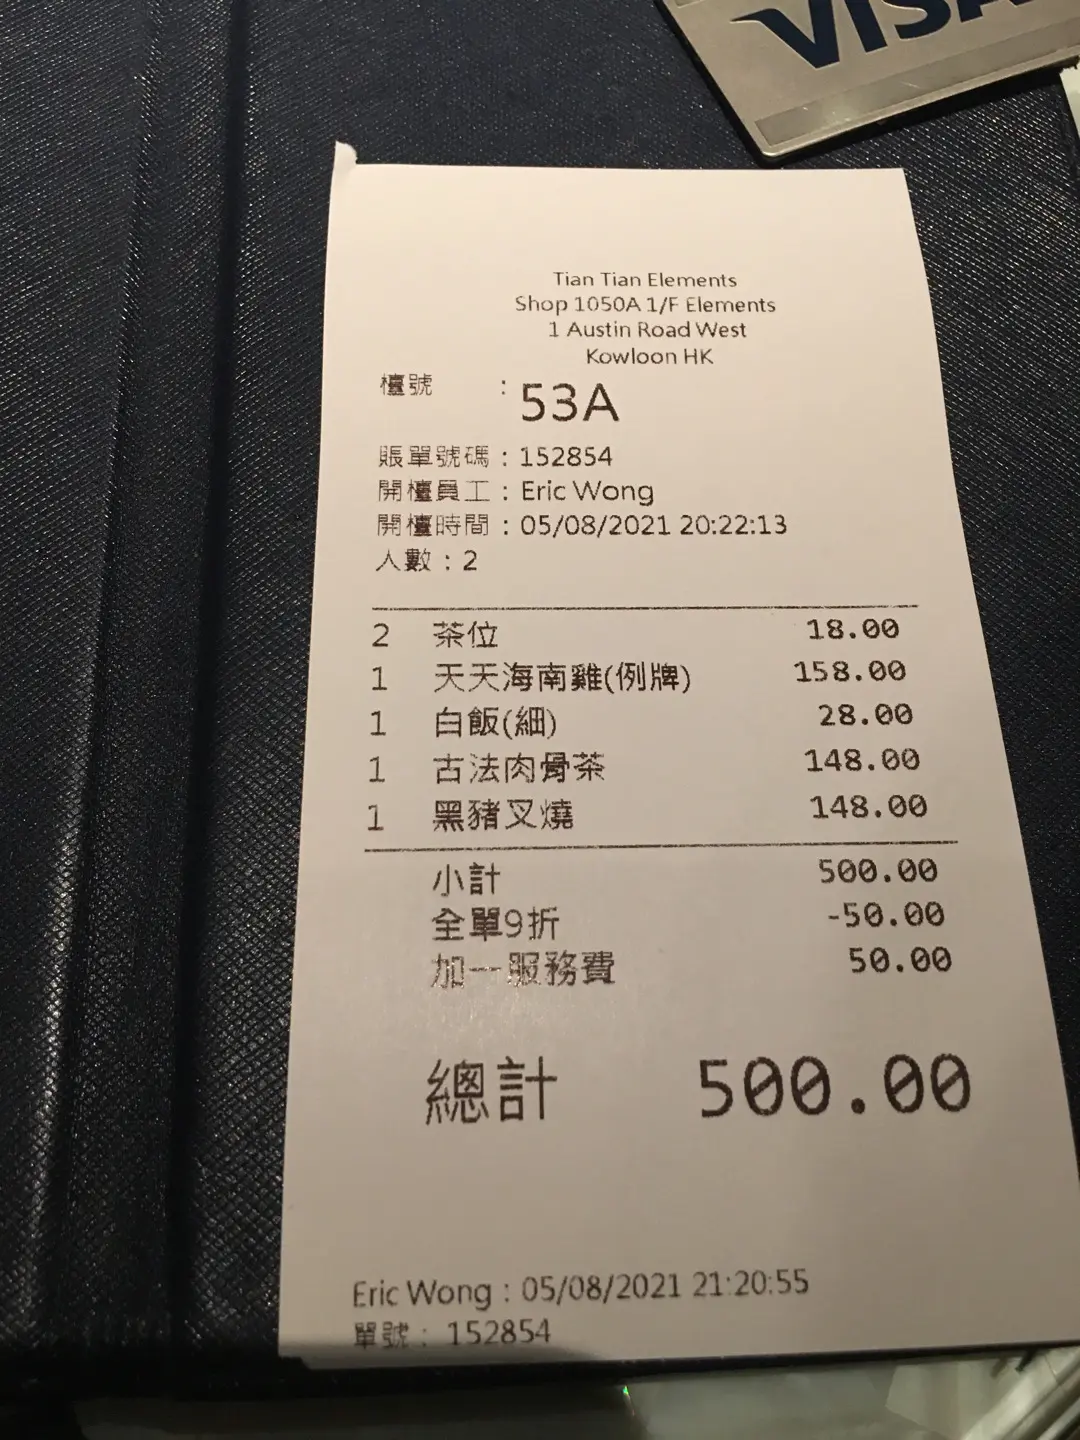 VISA
Tian Tian Elements
Shop 1050A 1/F Elements
1 Austin Road West
Kowloon HK
檯號 : 53A
賬單號碼 : 152854
開檯員工 : Eric Wong
開檯時間 : 05/08/2021 20:22:13
人數 : 2
2 茶位 18.00
1 天天海南雞(例牌) 158.00
1 白飯(細) 28.00
1 古法肉骨茶 148.00
1 黑豬叉燒 148.00
小計 500.00
全單9折 -50.00
加一服務費 50.00
總計 500.00
Eric Wong : 05/08/2021 21:20:55
單號 : 152854